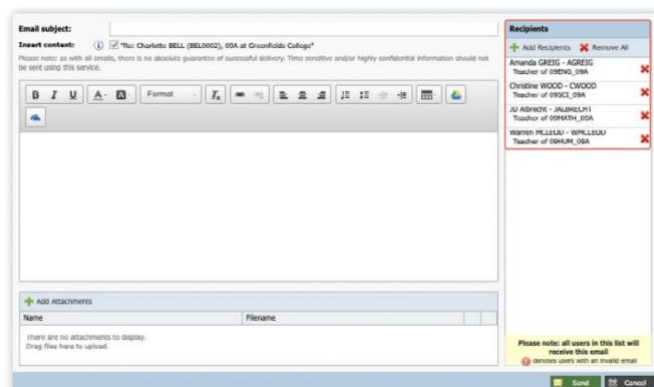 Email subject:
Insert context: "Re: Charlotte BELL (BEL0002), 09A at Greenfields College"
Please note: as with all emails, there is no absolute guarantee of successful delivery. Time sensitive and/or highly confidential information should not
be sent using this service.
B I U A A Format Tx
Add Attachments
Name Filename
There are no attachments to display.
Drag files here to upload.
Recipients
Add Recipients Remove All
Amanda GREIG - AGREIG
Teacher of 09ENG_09A
Christine WOOD - CWOOD
Teacher of 09SCI_09A
JD Albrecht - JALBRECHT
Teacher of 09MATH_09A
Warren MCLEOD - WMCLEOD
Teacher of 09HUM_09A
Please note: all users in this list will
receive this email
denotes users with an invalid email
Send Cancel